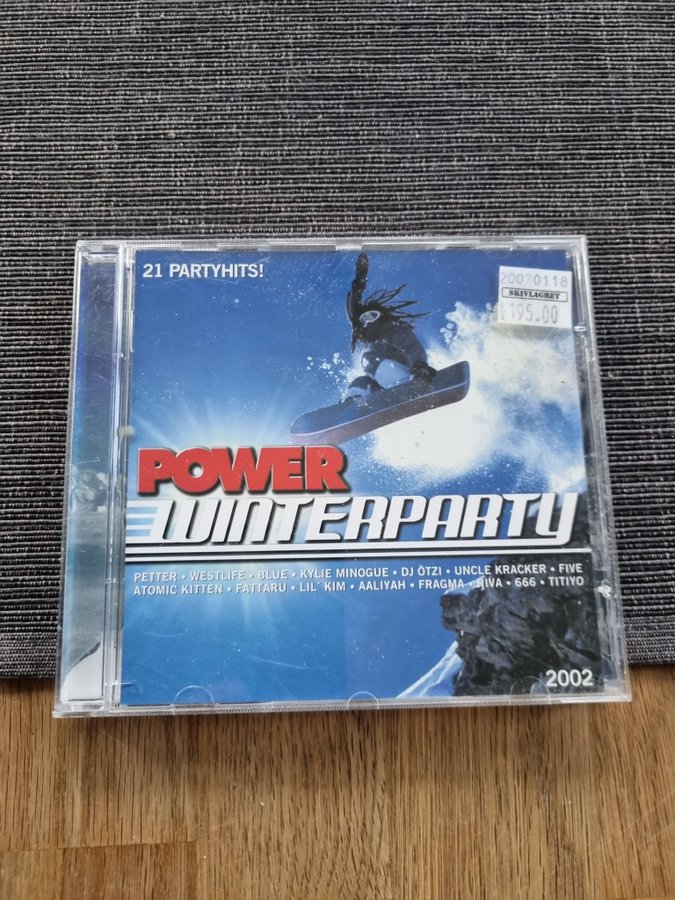 21 PARTYHITS!
20020118
SKIVLAGRET
195.00
POWER
WINTERPARTY
PETTER • WESTLIFE • BLUE • KYLIE MINOGUE • DJ ÖTZI • UNCLE KRACKER • FIVE
ATOMIC KITTEN • FATTARU • LIL´ KIM • AALIYAH • FRAGMA • RIVA • 666 • TITIYO
2002